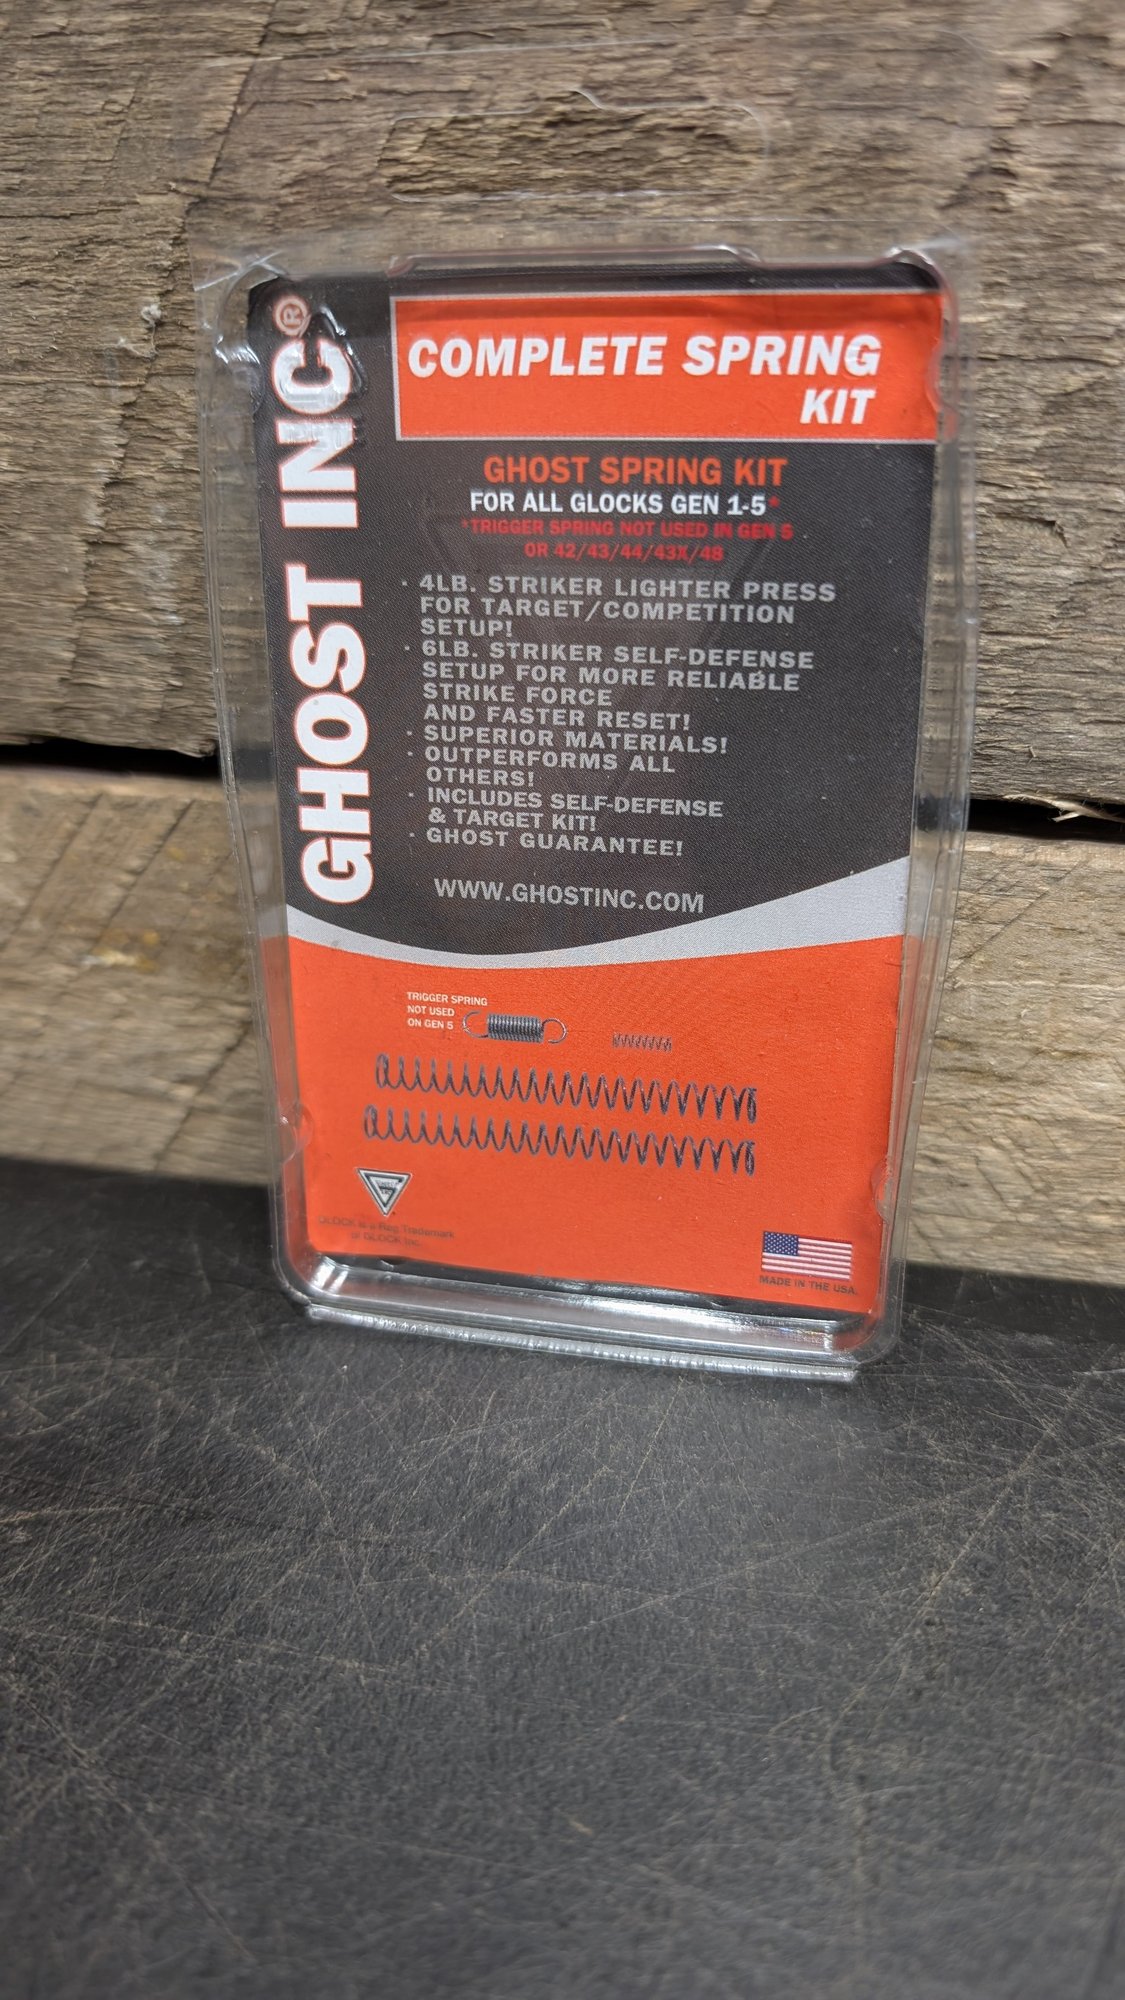 GHOST INC®
COMPLETE SPRING
KIT
GHOST SPRING KIT
FOR ALL GLOCKS GEN 1-5*
*TRIGGER SPRING NOT USED IN GEN 5
OR 42/43/44/43X/48
· 4LB. STRIKER LIGHTER PRESS
FOR TARGET/COMPETITION
SETUP!
· 6LB. STRIKER SELF-DEFENSE
SETUP FOR MORE RELIABLE
STRIKE FORCE
AND FASTER RESET!
· SUPERIOR MATERIALS!
· OUTPERFORMS ALL
OTHERS!
· INCLUDES SELF-DEFENSE
& TARGET KIT!
· GHOST GUARANTEE!
WWW.GHOSTINC.COM
TRIGGER SPRING
NOT USED
ON GEN 5
GLOCK is a Reg. Trademark
of GLOCK Inc.
MADE IN THE USA.